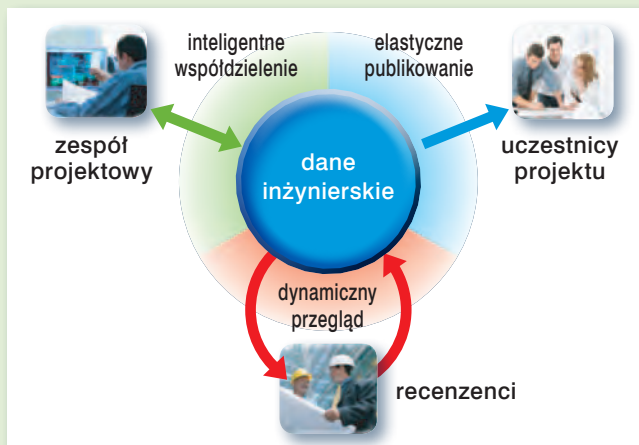 inteligentne
współdzielenie
elastyczne
publikowanie
zespół
projektowy
dane
inżynierskie
uczestnicy
projektu
dynamiczny
przegląd
recenzenci